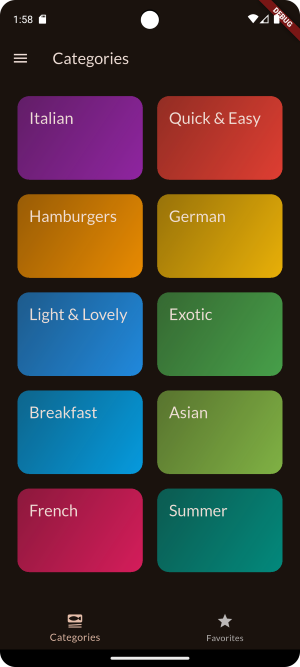 1:58
DEBUG
Categories
Italian
Quick & Easy
Hamburgers
German
Light & Lovely
Exotic
Breakfast
Asian
French
Summer
Categories
Favorites